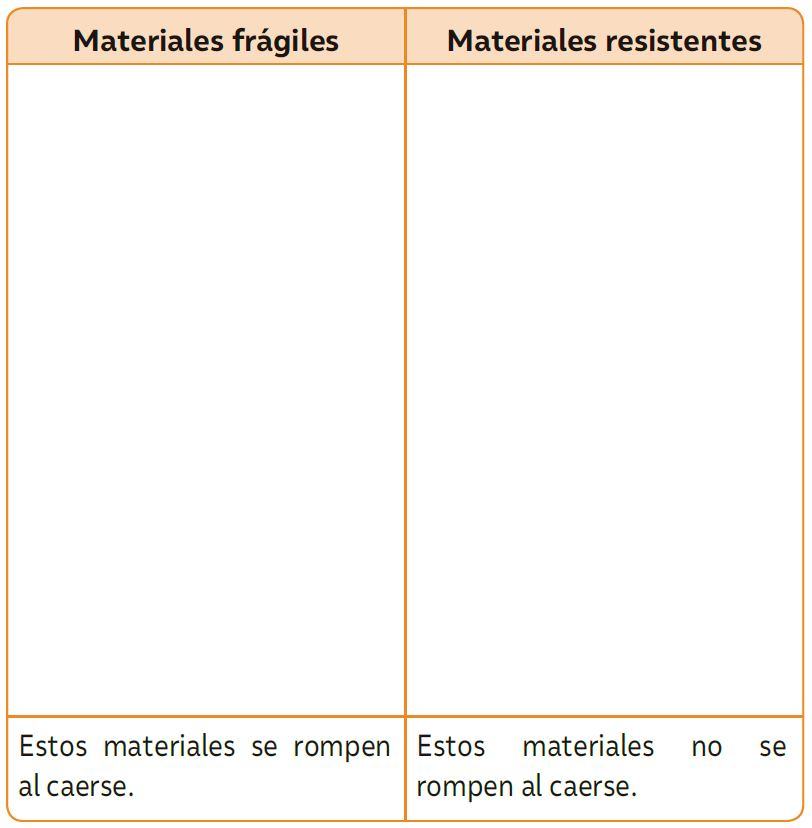 Materiales frágiles
Materiales resistentes
Estos materiales se rompen
al caerse.
Estos materiales no se
rompen al caerse.